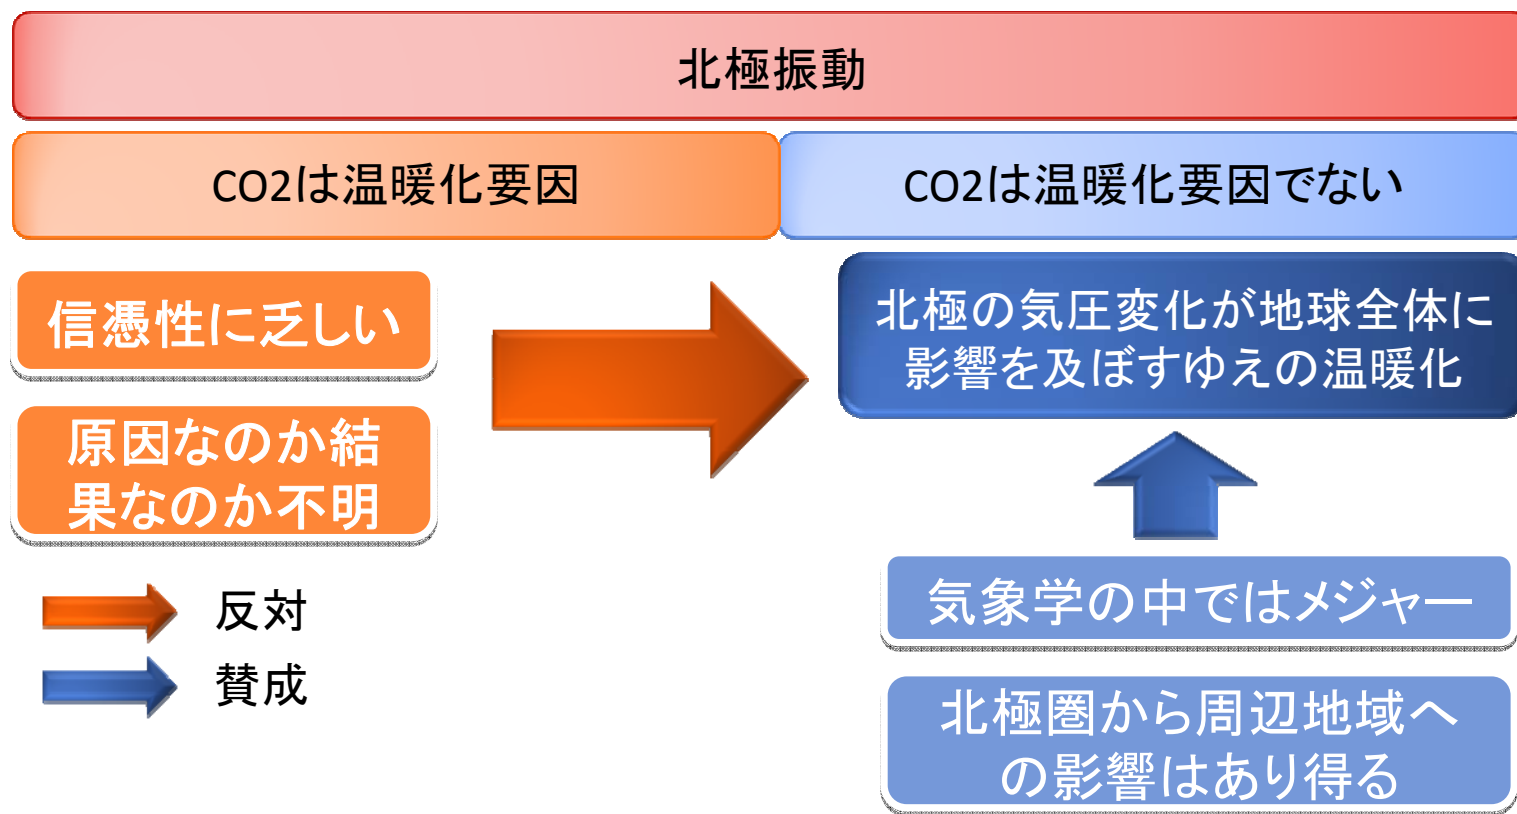 北極振動
CO2は温暖化要因
CO2は温暖化要因でない
信憑性に乏しい
原因なのか結
果なのか不明
北極の気圧変化が地球全体に
影響を及ぼすゆえの温暖化
気象学の中ではメジャー
北極圏から周辺地域へ
の影響はあり得る
反対
賛成